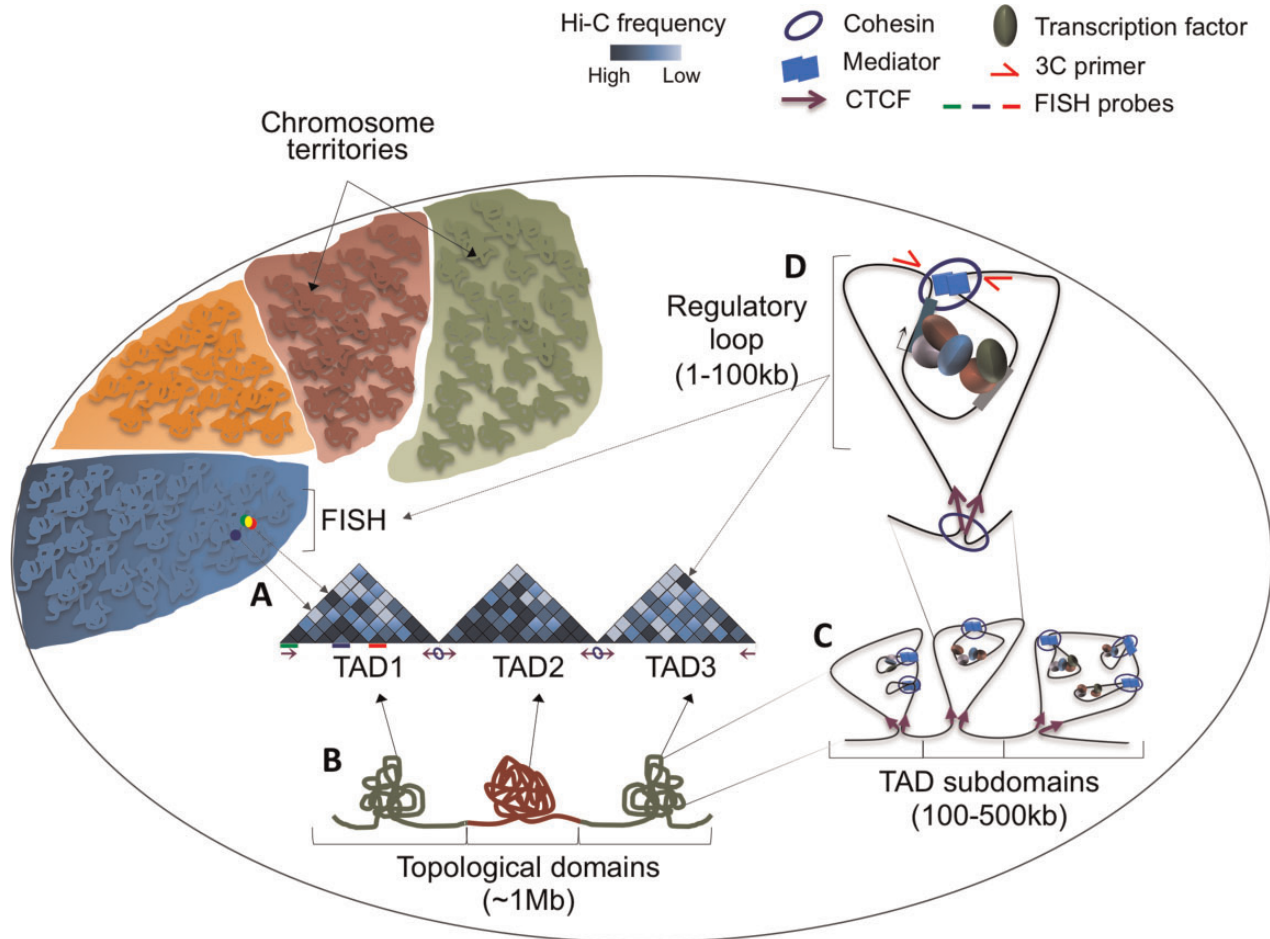 Hi-C frequency
High
Low
Cohesin
Mediator
CTCF
Transcription factor
3C primer
FISH probes
Chromosome
territories
D
Regulatory
loop
(1-100kb)
FISH
A
TAD1
TAD2
TAD3
B
Topological domains
(~1Mb)
C
TAD subdomains
(100-500kb)